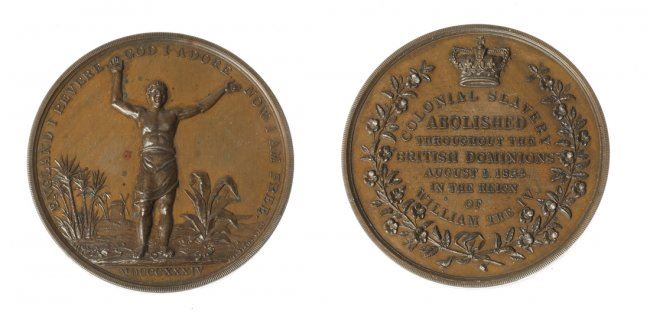 ENGLAND I REVERE GOD I ADORE NOW I AM FREE
MDCCCXXXIV
COLONIAL SLAVERY
ABOLISHED
THROUGHOUT THE
BRITISH DOMINIONS
AUGUST 1. 1834.
IN THE REIGN
OF
WILLIAM THE IV.